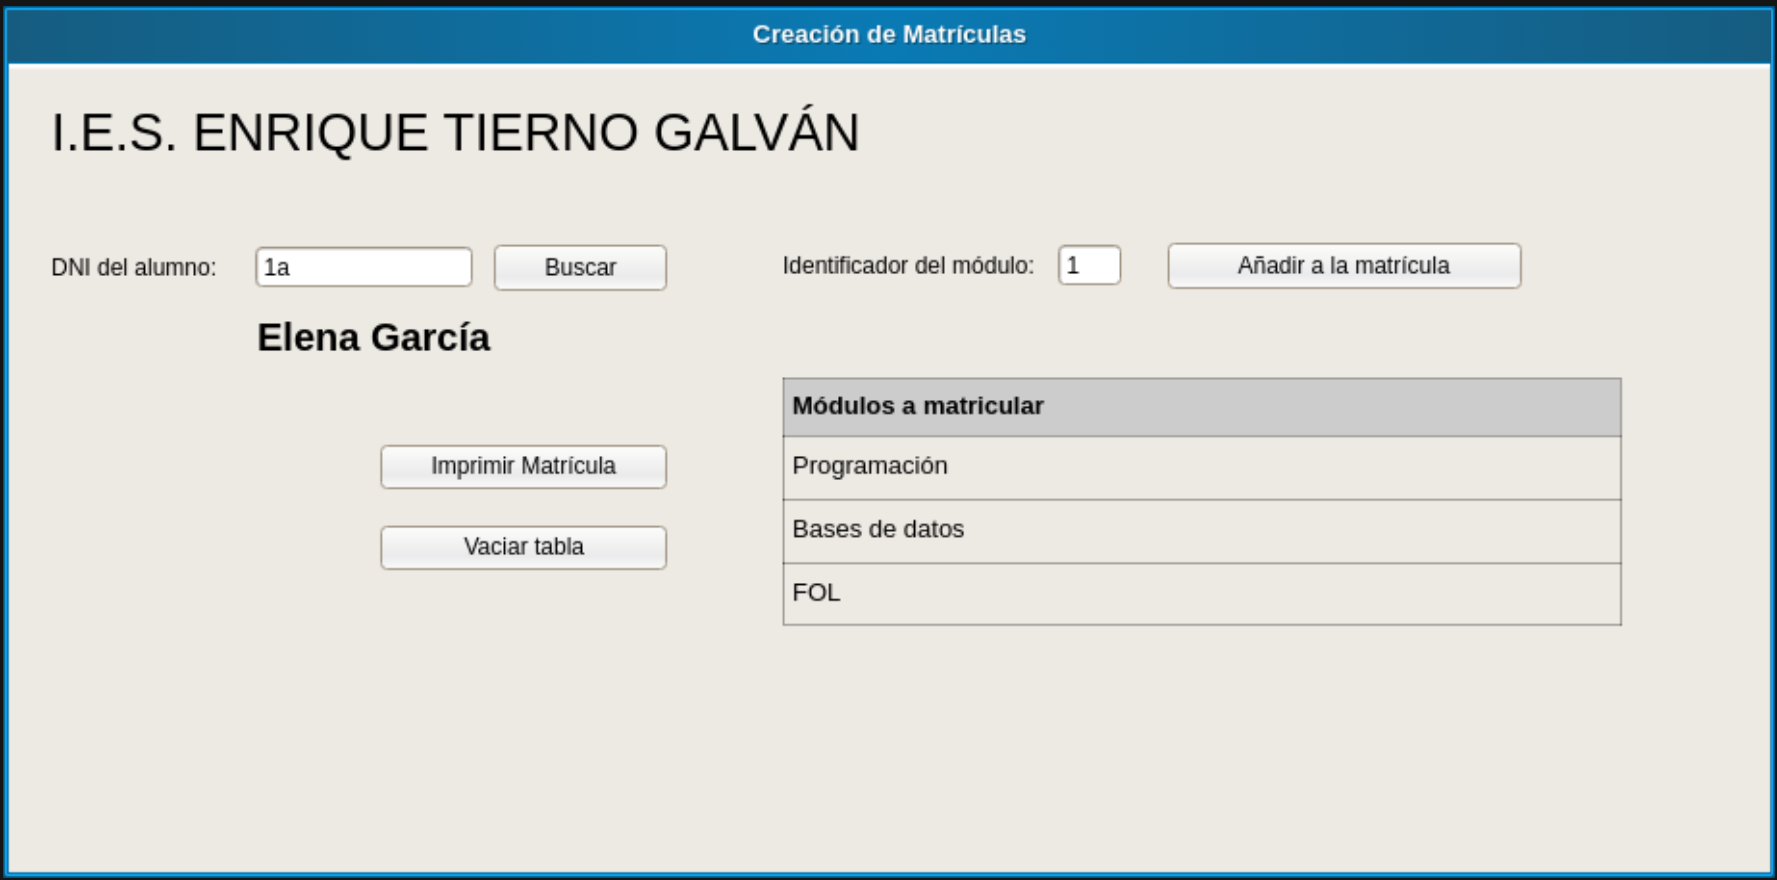 Creación de Matrículas
I.E.S. ENRIQUE TIERNO GALVÁN
DNI del alumno: 1a Buscar Identificador del módulo: 1 Añadir a la matrícula
Elena García
Módulos a matricular
Imprimir Matrícula Programación
Vaciar tabla Bases de datos
FOL